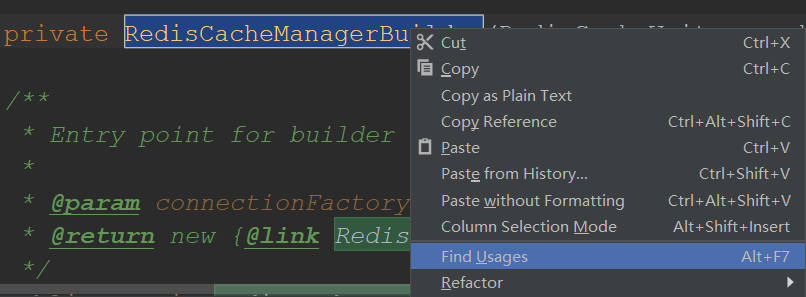 private RedisCacheManagerBuilder
/**
* Entry point for builder
*
* @param connectionFactory
* @return new {@link Redis
*/
Cut Ctrl+X
Copy Ctrl+C
Copy as Plain Text
Copy Reference Ctrl+Alt+Shift+C
Paste Ctrl+V
Paste from History... Ctrl+Shift+V
Paste without Formatting Ctrl+Alt+Shift+V
Column Selection Mode Alt+Shift+Insert
Find Usages Alt+F7
Refactor